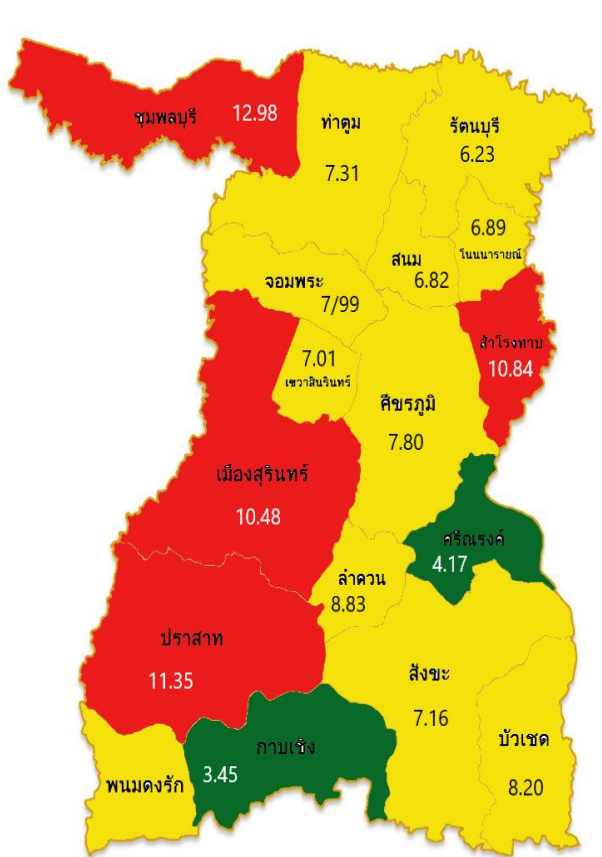 ชุมพลบุรี 12.98
ท่าตูม
7.31
รัตนบุรี
6.23
6.89
โนนนารายณ์
สนม
6.82
จอมพระ
7/99
สำโรงทาบ
10.84
7.01
เขวาสินรินทร์
ศีขรภูมิ
7.80
เมืองสุรินทร์
10.48
ศรีณรงค์
4.17
ลำดวน
8.83
ปราสาท
11.35
สังขะ
7.16
บัวเชด
8.20
กาบเชิง
3.45
พนมดงรัก